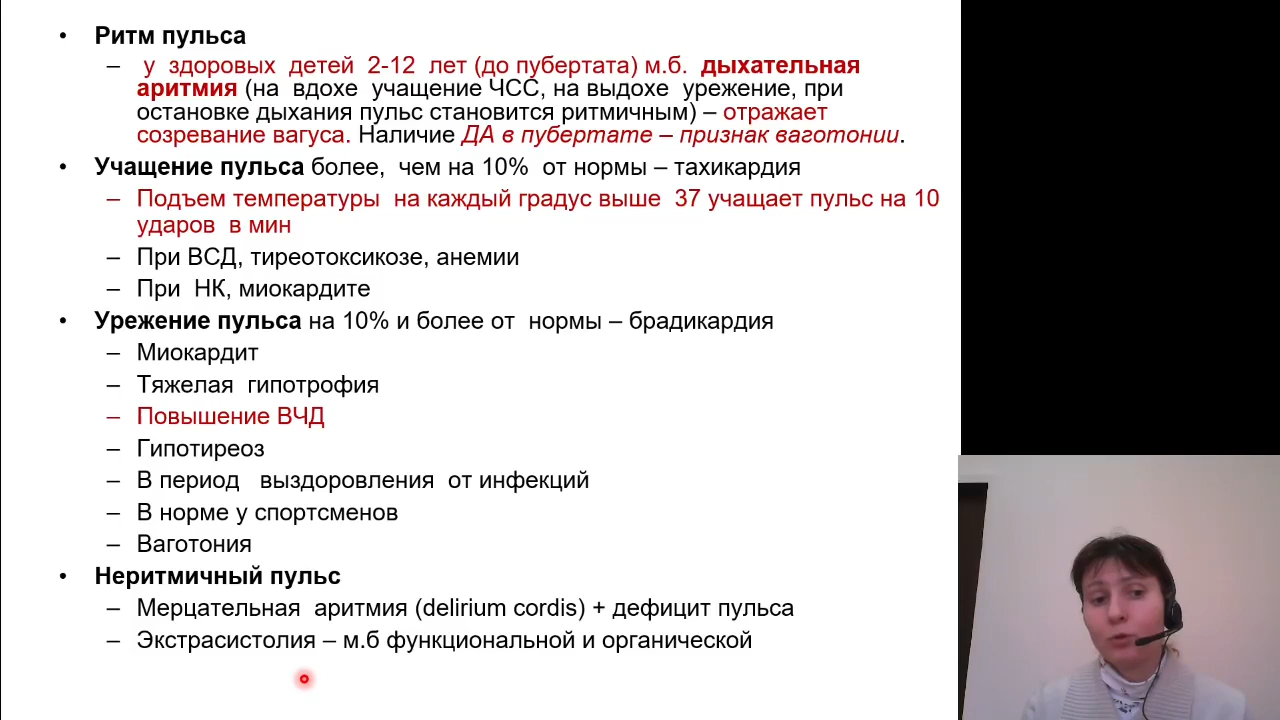 • Ритм пульса
– у здоровых детей 2-12 лет (до пубертата) м.б. дыхательная
аритмия (на вдохе учащение ЧСС, на выдохе урежение, при
остановке дыхания пульс становится ритмичным) – отражает
созревание вагуса. Наличие ДА в пубертате – признак ваготонии.
• Учащение пульса более, чем на 10% от нормы – тахикардия
– Подъем температуры на каждый градус выше 37 учащает пульс на 10
ударов в мин
– При ВСД, тиреотоксикозе, анемии
– При НК, миокардите
• Урежение пульса на 10% и более от нормы – брадикардия
– Миокардит
– Тяжелая гипотрофия
– Повышение ВЧД
– Гипотиреоз
– В период выздоровления от инфекций
– В норме у спортсменов
– Ваготония
• Неритмичный пульс
– Мерцательная аритмия (delirium cordis) + дефицит пульса
– Экстрасистолия – м.б функциональной и органической